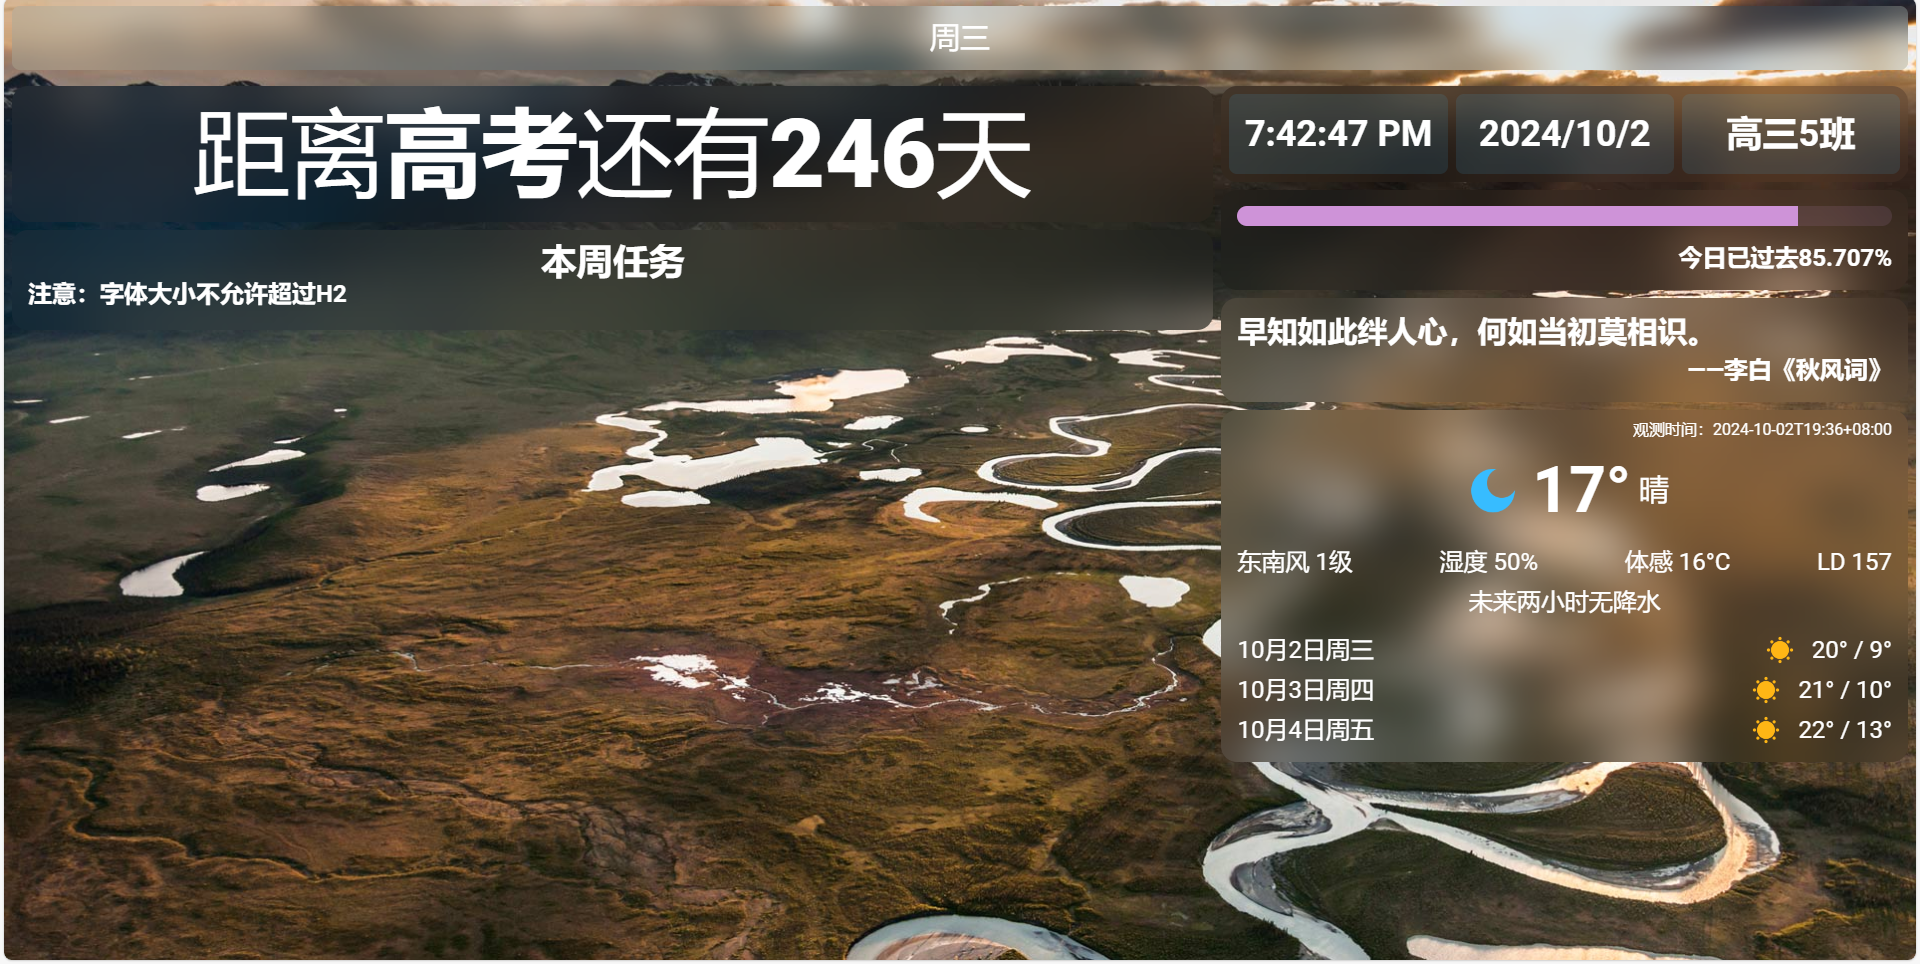 周三
距离高考还有246天
本周任务
注意：字体大小不允许超过H2
7:42:47 PM
2024/10/2
高三5班
今日已过去85.707%
早知如此绊人心，何如当初莫相识。
——李白《秋风词》
观测时间：2024-10-02T19:36+08:00
17° 晴
东南风 1级 湿度 50% 体感 16°C LD 157
未来两小时无降水
10月2日周三 20° / 9°
10月3日周四 21° / 10°
10月4日周五 22° / 13°